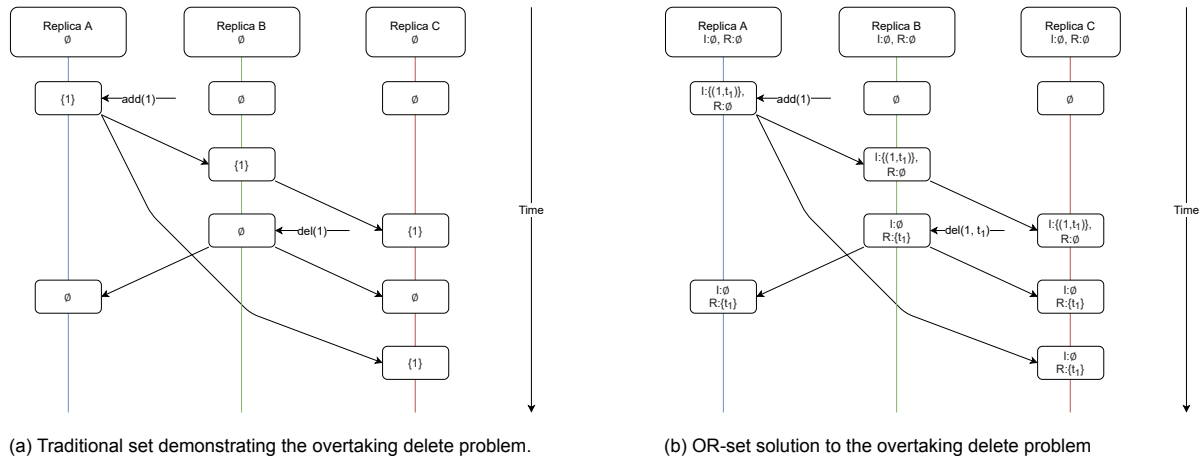 Replica A
∅
Replica B
∅
Replica C
∅
{1}
add(1)
∅
∅
{1}
∅
del(1)
{1}
∅
∅
{1}
Time
(a) Traditional set demonstrating the overtaking delete problem.
Replica A
I:∅, R:∅
Replica B
I:∅, R:∅
Replica C
I:∅, R:∅
I:{(1,t₁)},
R:∅
add(1)
∅
∅
I:{(1,t₁)},
R:∅
I:∅
R:{t₁}
del(1, t₁)
I:{(1,t₁)},
R:∅
I:∅
R:{t₁}
I:∅
R:{t₁}
I:∅
R:{t₁}
Time
(b) OR-set solution to the overtaking delete problem